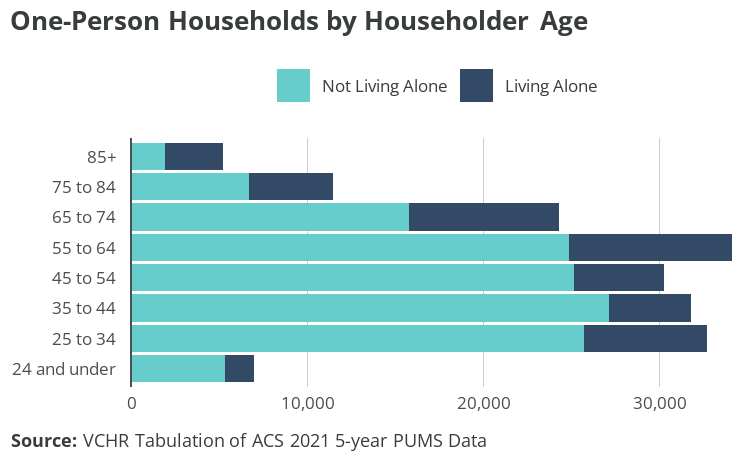 One-Person Households by Householder Age
Not Living Alone
Living Alone
85+
75 to 84
65 to 74
55 to 64
45 to 54
35 to 44
25 to 34
24 and under
0 10,000 20,000 30,000
Source: VCHR Tabulation of ACS 2021 5-year PUMS Data